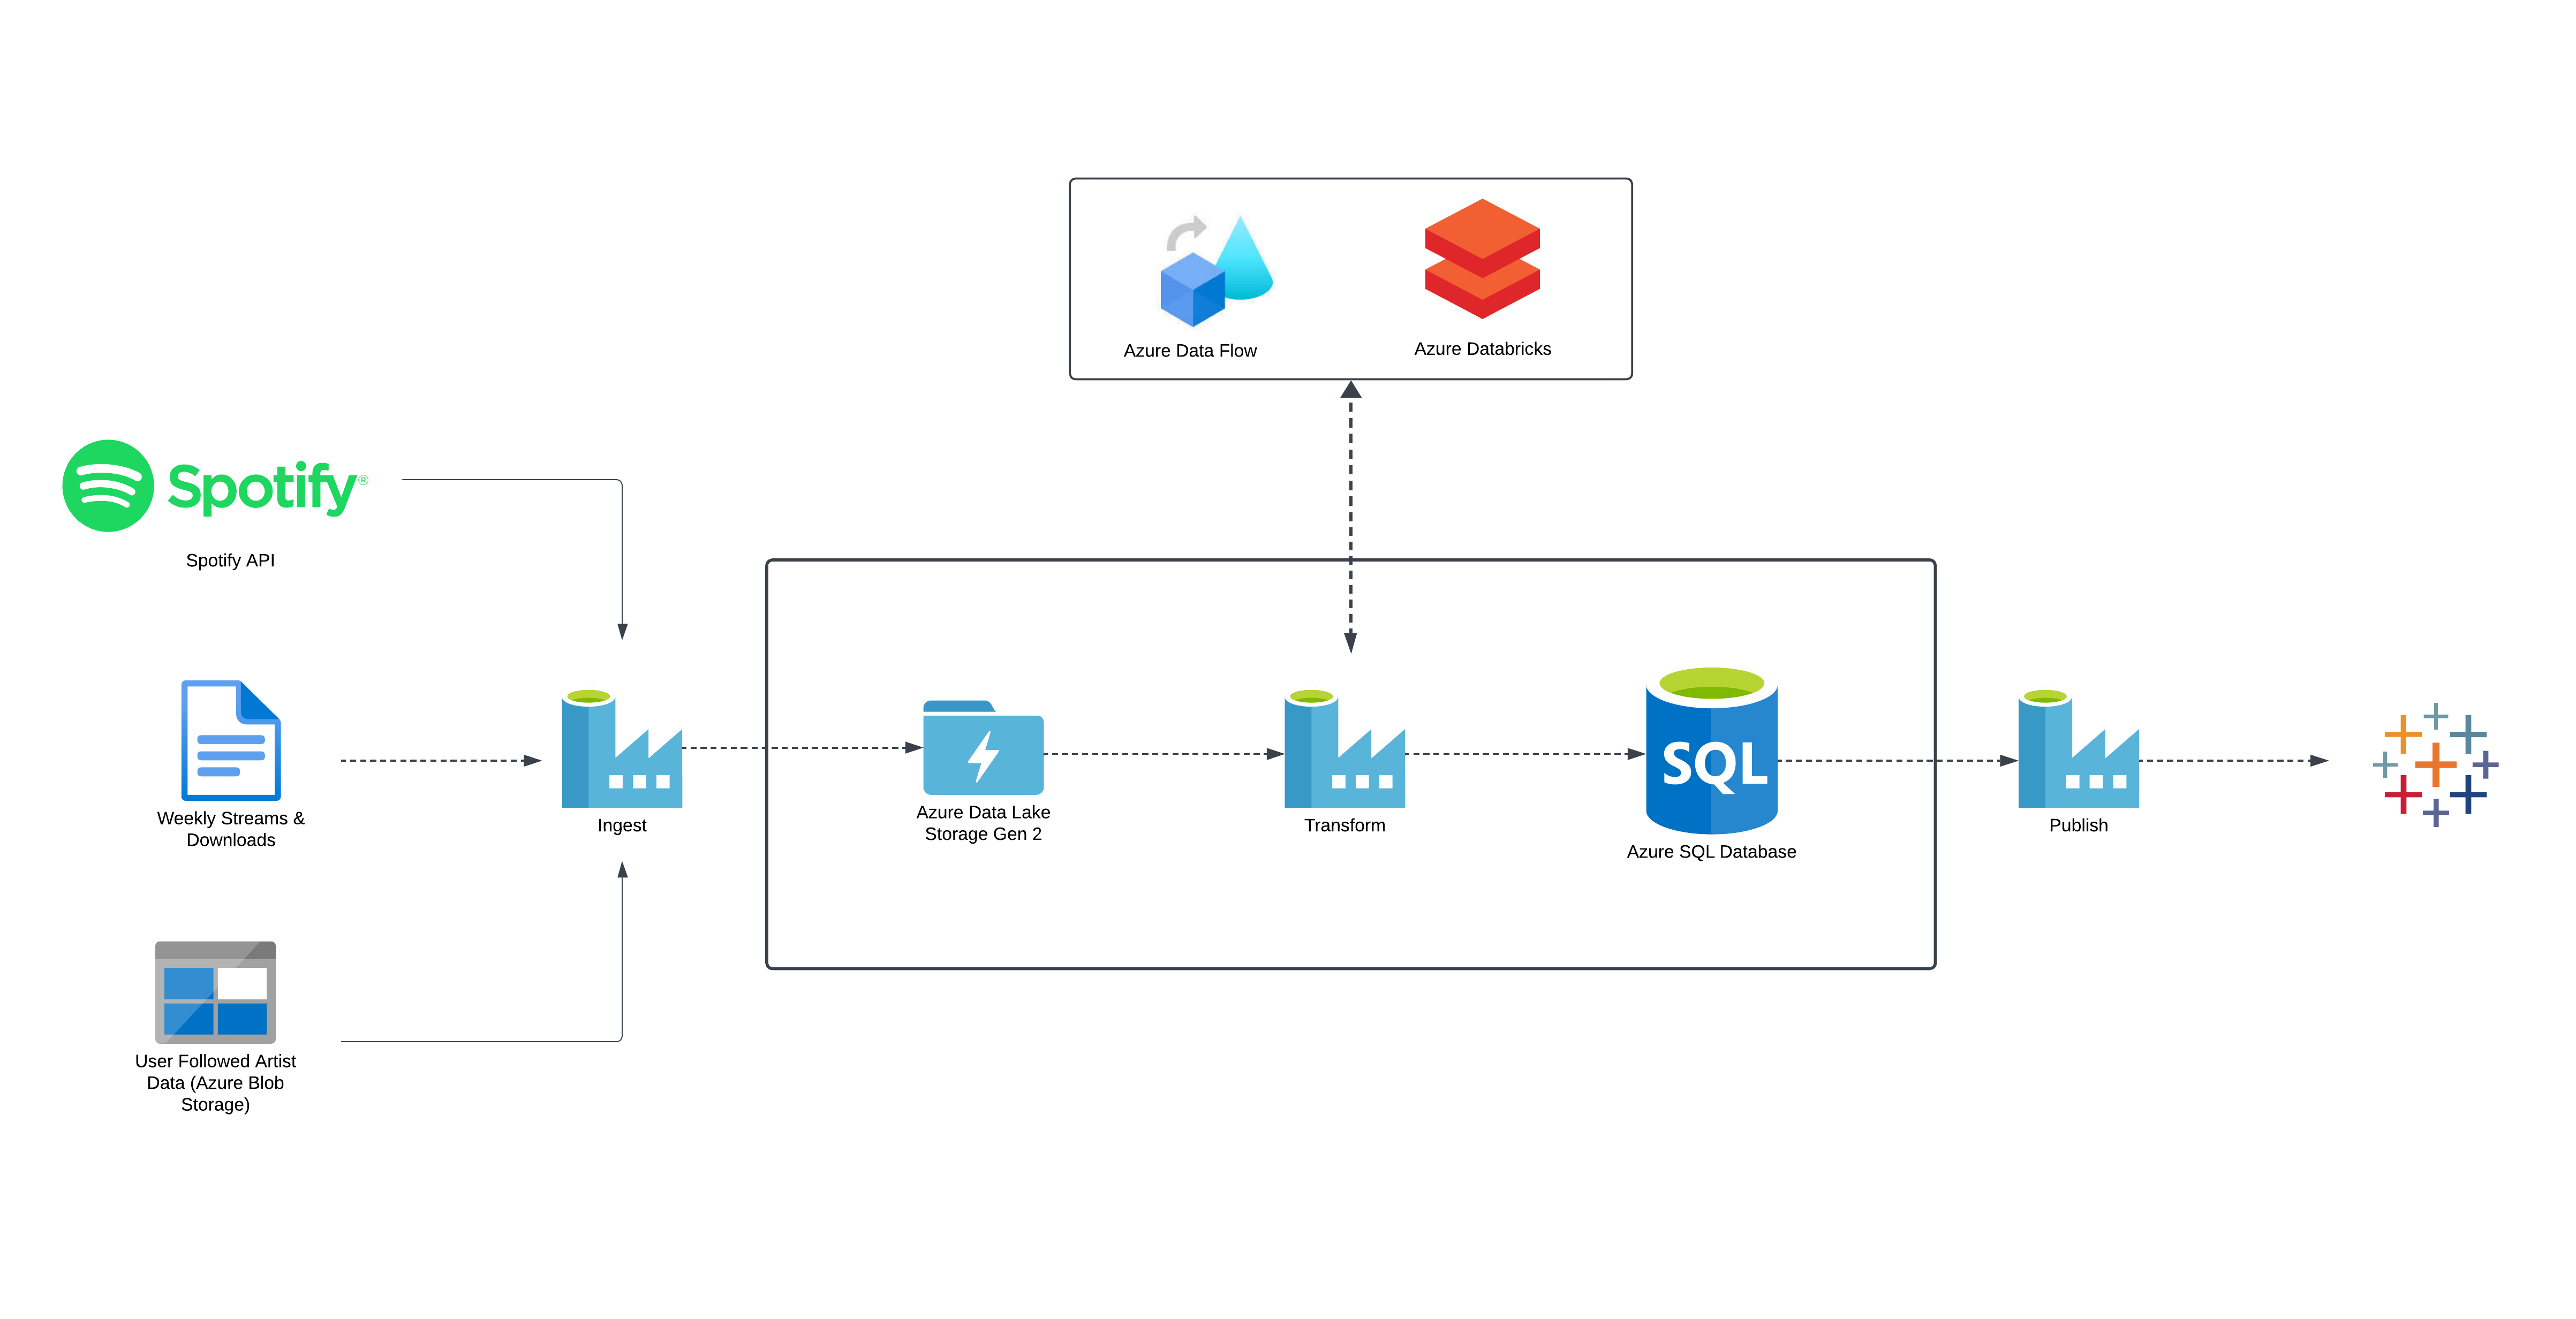 Azure Data Flow
Azure Databricks
Spotify®
Spotify API
Weekly Streams &
Downloads
Ingest
Azure Data Lake
Storage Gen 2
Transform
SQL
Azure SQL Database
Publish
User Followed Artist
Data (Azure Blob
Storage)